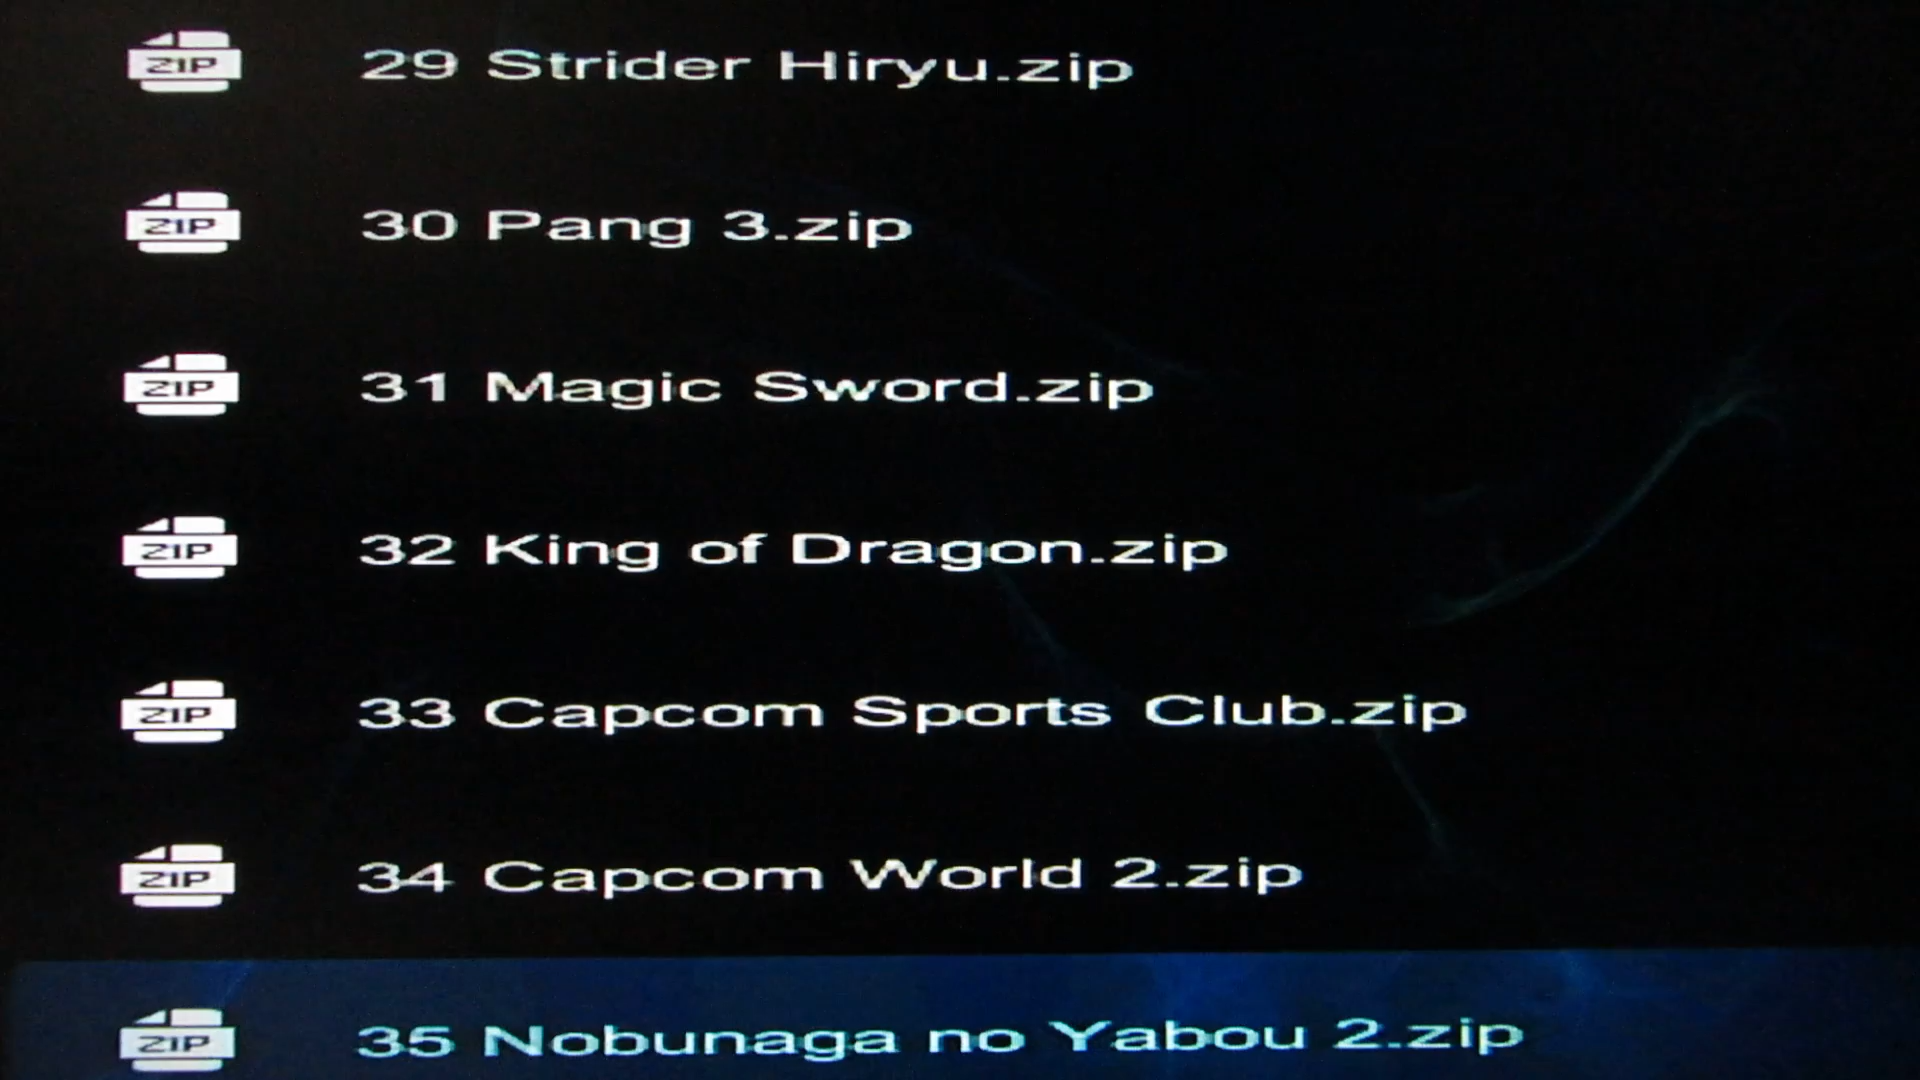 ZIP 29 Strider Hiryu.zip
ZIP 30 Pang 3.zip
ZIP 31 Magic Sword.zip
ZIP 32 King of Dragon.zip
ZIP 33 Capcom Sports Club.zip
ZIP 34 Capcom World 2.zip
ZIP 35 Nobunaga no Yabou 2.zip